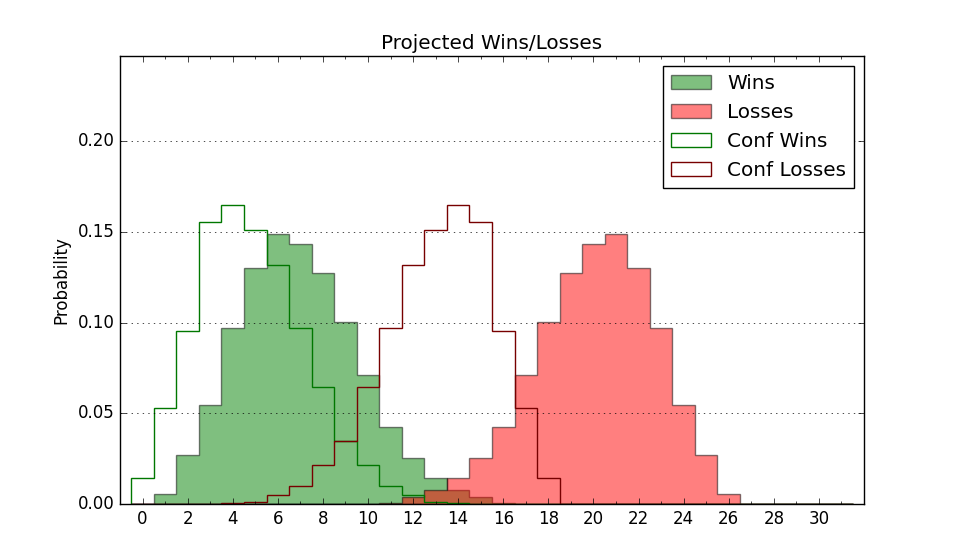 Projected Wins/Losses
Wins
Losses
Conf Wins
Conf Losses
Probability
0.20
0.15
0.10
0.05
0.00
0 2 4 6 8 10 12 14 16 18 20 22 24 26 28 30